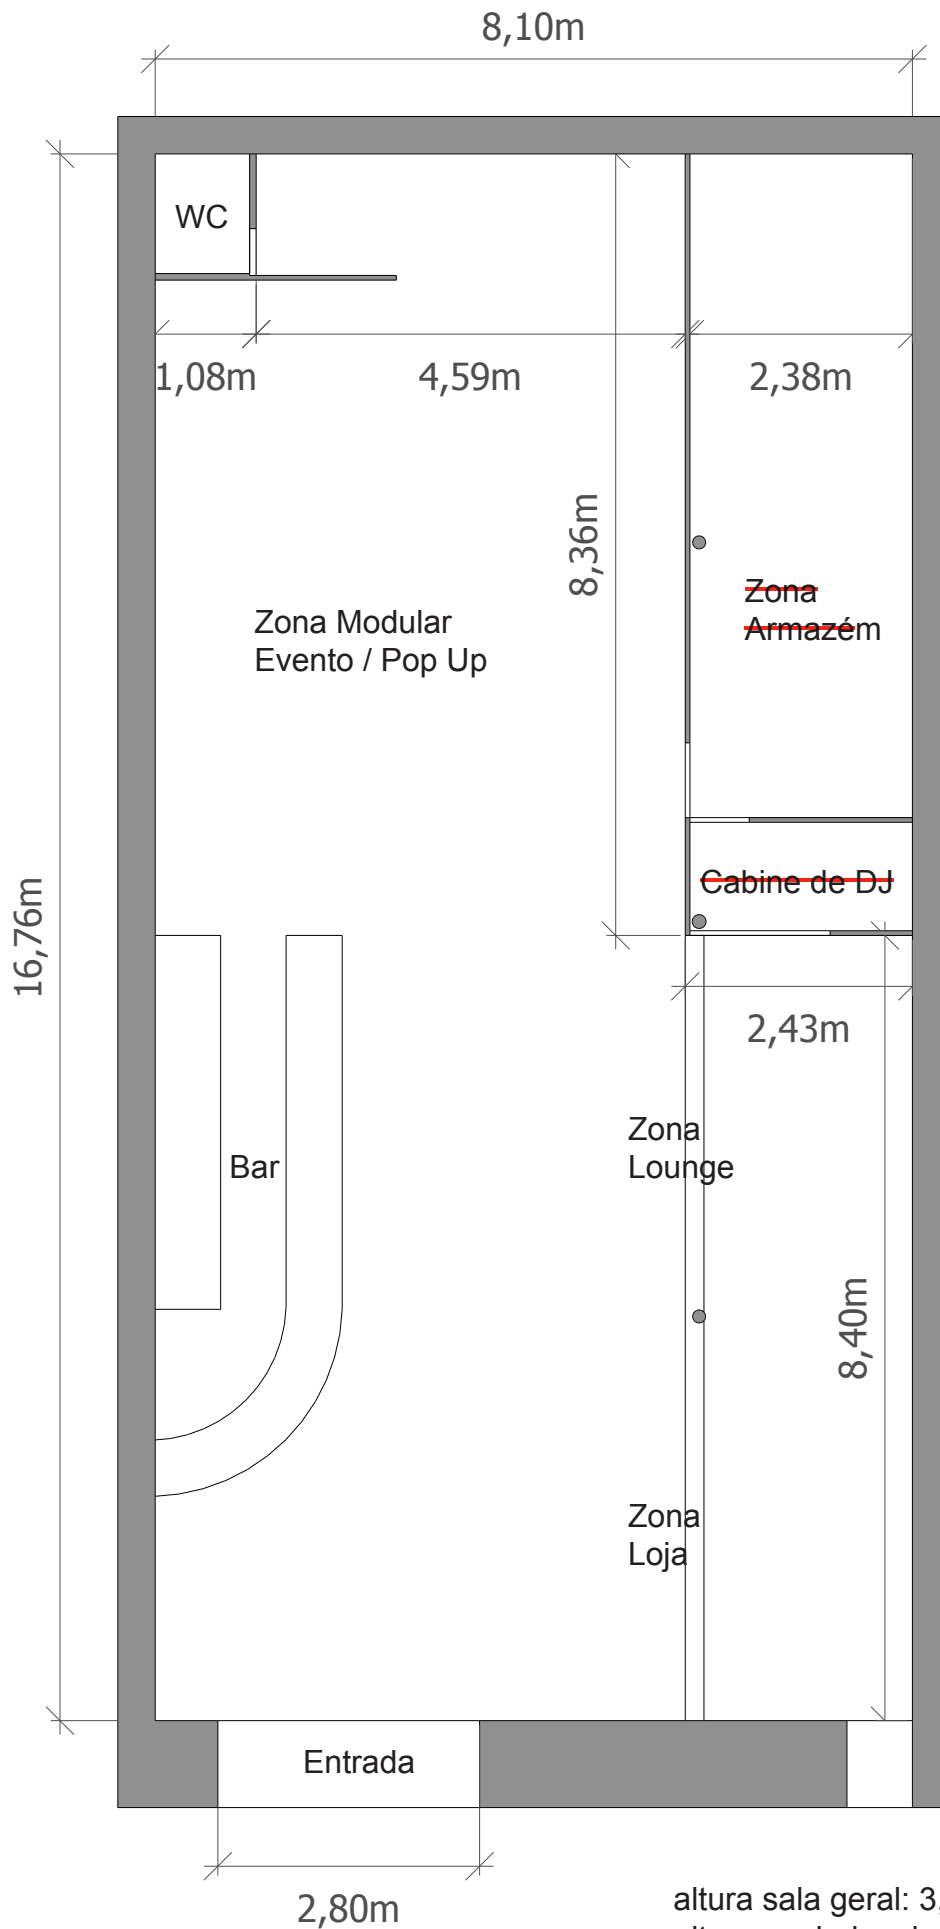 8,10m
WC
1,08m
4,59m
2,38m
8,36m
Zona Modular
Evento / Pop Up
Zona
Armazém
Cabine de DJ
16,76m
2,43m
Zona
Lounge
Bar
8,40m
Zona
Loja
Entrada
2,80m
altura sala geral: 3,